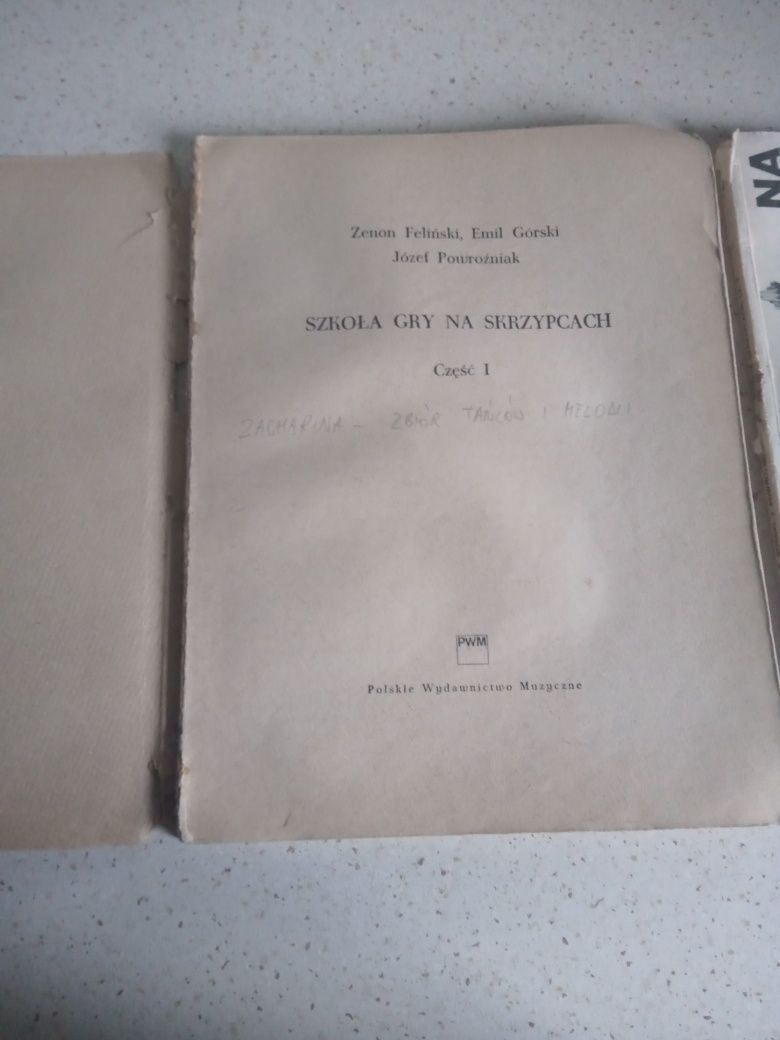 Zenon Feliński, Emil Górski
Józef Powroźniak
SZKOŁA GRY NA SKRZYPCACH
Część I
ZACHARINA - ZBIÓR TAŃCÓW I MELODI
PWM
Polskie Wydawnictwo Muzyczne
NA